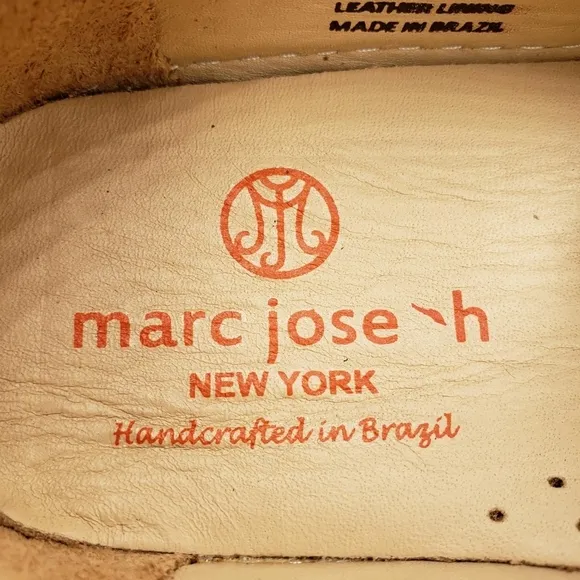 LEATHER LINING
MADE IN BRAZIL
marc jose h
NEW YORK
Handcrafted in Brazil